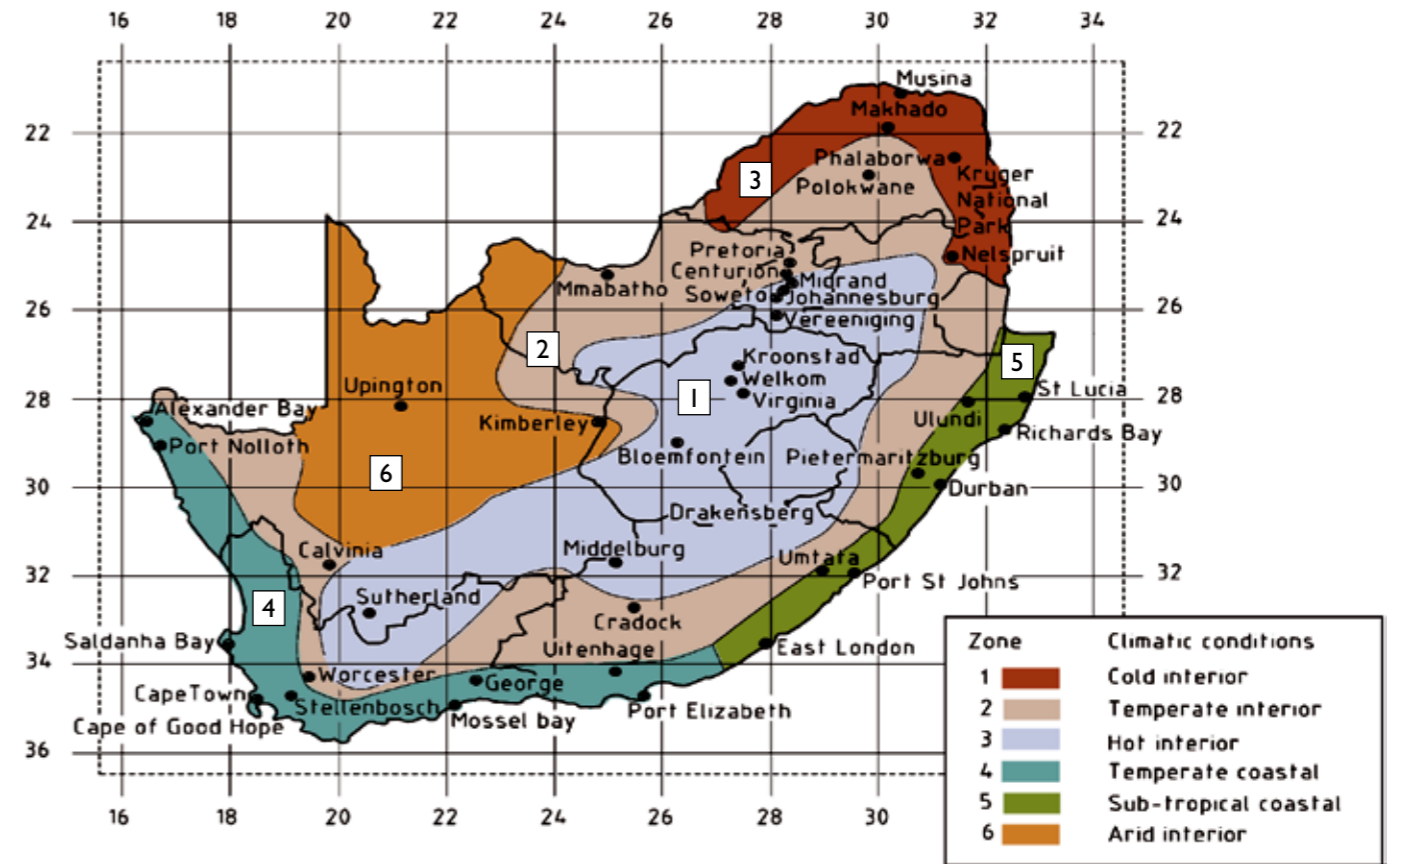 16 18 20 22 24 26 28 30 32 34
Musina
Makhado
22 22
Phalaborwa
3 Kruger
Polokwane
National
24 24
Park
Pretoria
Nelspruit
Centurion
Mmabatho
Midrand
Soweto
Johannesburg
26 26
Vereeniging
2
Kroonstad
5
Upington
Welkom
St Lucia
28 1 Virginia 28
Alexander Bay
Ulundi
Kimberley
Richards Bay
Port Nolloth
Bloemfontein
Pietermaritzburg
6
30 30
Durban
Drakensberg
Calvinia
Middelburg
Umtata
32 32
Port St Johns
Sutherland
4
Cradock
Saldanha Bay
Uitenhage
East London
34
Worcester
George
Cape Town
Stellenbosch
Port Elizabeth
Mossel bay
Cape of Good Hope
36
16 18 20 22 24 26 28 30
Zone Climatic conditions
1 Cold interior
2 Temperate interior
3 Hot interior
4 Temperate coastal
5 Sub-tropical coastal
6 Arid interior